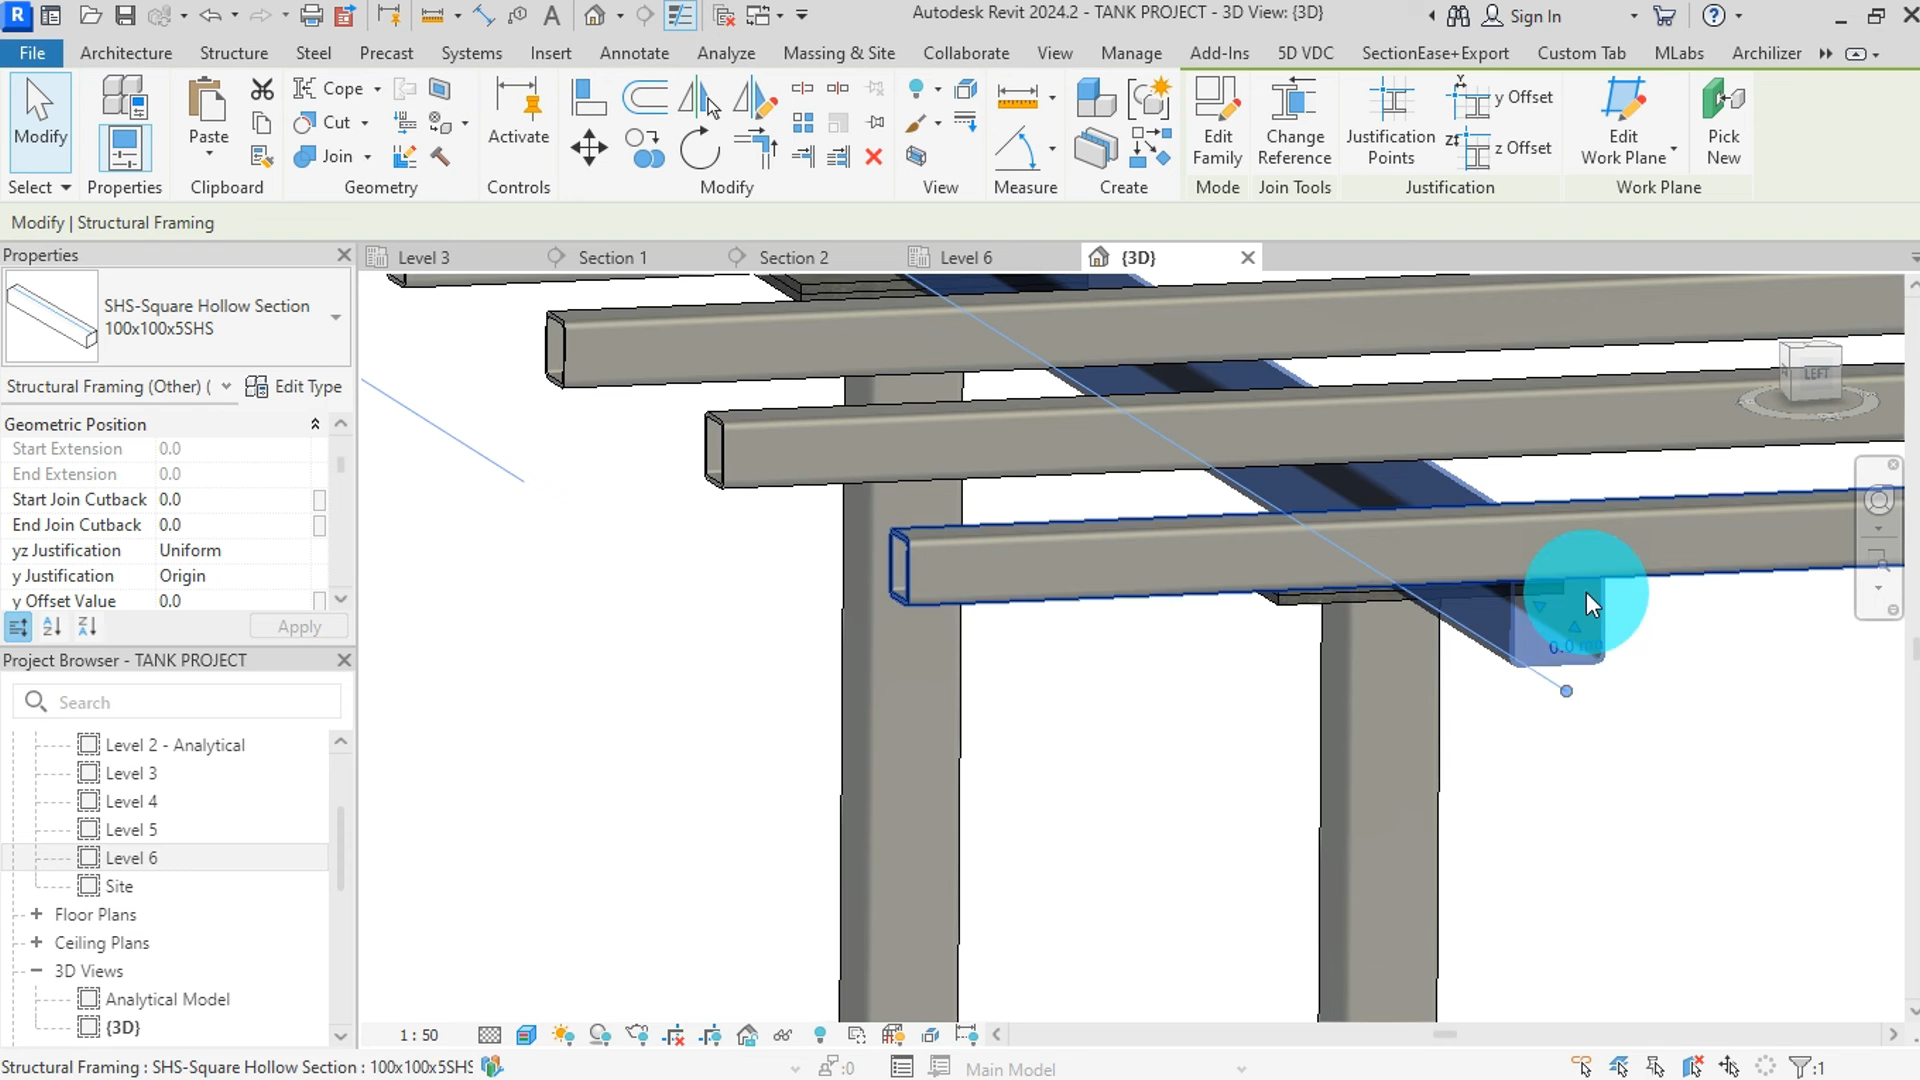 Autodesk Revit 2024.2 - TANK PROJECT - 3D View: {3D}
Sign In
File Architecture Structure Steel Precast Systems Insert Annotate Analyze Massing & Site Collaborate View Manage Add-Ins 5D VDC SectionEase+Export Custom Tab MLabs Archilizer
Modify Paste Cope Cut Join Activate
Edit Family
Change Reference
Justification Points
y Offset
z Offset
Edit Work Plane
Pick New
Select Properties Clipboard Geometry Controls Modify View Measure Create Mode Join Tools Justification Work Plane
Modify | Structural Framing
Properties
Level 3 Section 1 Section 2 Level 6 {3D}
SHS-Square Hollow Section
100x100x5SHS
Structural Framing (Other) (
Edit Type
Geometric Position
Start Extension 0.0
End Extension 0.0
Start Join Cutback 0.0
End Join Cutback 0.0
yz Justification Uniform
y Justification Origin
y Offset Value 0.0
Apply
Project Browser - TANK PROJECT
Search
Level 2 - Analytical
Level 3
Level 4
Level 5
Level 6
Site
Floor Plans
Ceiling Plans
3D Views
Analytical Model
{3D}
LEFT
1 : 50
Structural Framing : SHS-Square Hollow Section : 100x100x5SHS
:0
Main Model
:1